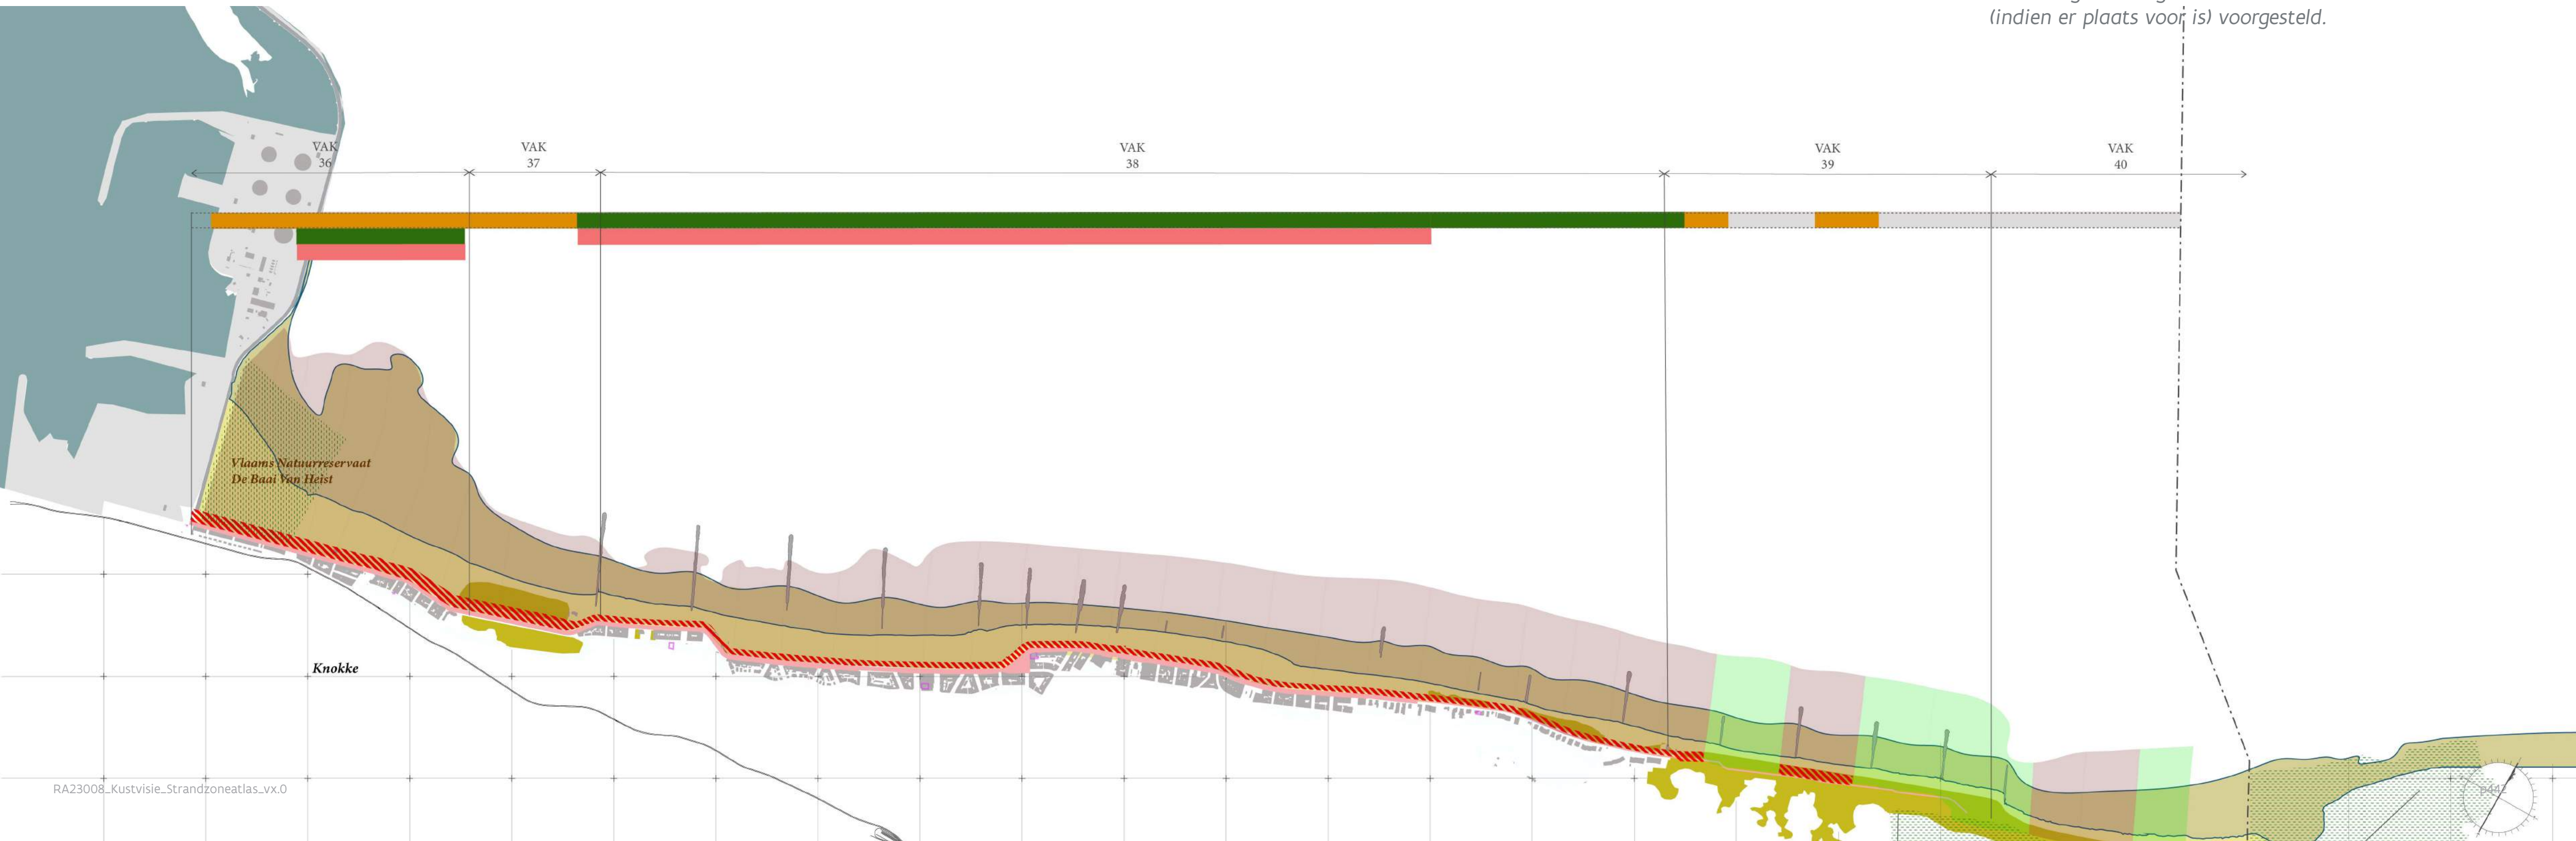 (indien er plaats voor is) voorgesteld.
VAK
36
VAK
37
VAK
38
VAK
39
VAK
40
Vlaams Natuurreservaat
De Baai Van Heist
Knokke
RA23008_Kustvisie_Strandzoneatlas_vx.0
p442